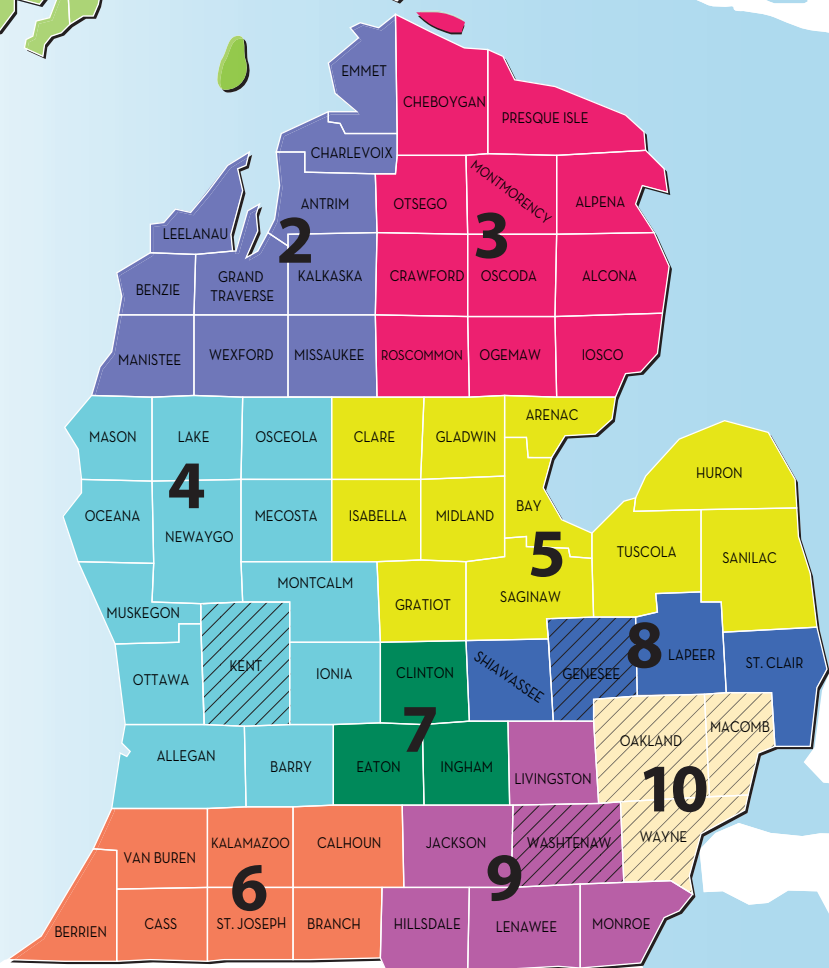 EMMET
CHEBOYGAN
PRESQUE ISLE
CHARLEVOIX
MONTMORENCY
ANTRIM
OTSEGO
ALPENA
LEELANAU
2
3
GRAND
TRAVERSE
KALKASKA
CRAWFORD
OSCODA
ALCONA
BENZIE
MANISTEE
WEXFORD
MISSAUKEE
ROSCOMMON
OGEMAW
IOSCO
ARENAC
MASON
LAKE
OSCEOLA
CLARE
GLADWIN
HURON
4
BAY
OCEANA
NEWAYGO
MECOSTA
ISABELLA
MIDLAND
5
TUSCOLA
SANILAC
MONTCALM
SAGINAW
GRATIOT
MUSKEGON
8
KENT
IONIA
CLINTON
SHIAWASSEE
GENESEE
LAPEER
ST. CLAIR
OTTAWA
7
MACOMB
OAKLAND
ALLEGAN
BARRY
EATON
INGHAM
LIVINGSTON
10
WAYNE
VAN BUREN
KALAMAZOO
CALHOUN
JACKSON
WASHTENAW
6
9
BERRIEN
CASS
ST. JOSEPH
BRANCH
HILLSDALE
LENAWEE
MONROE